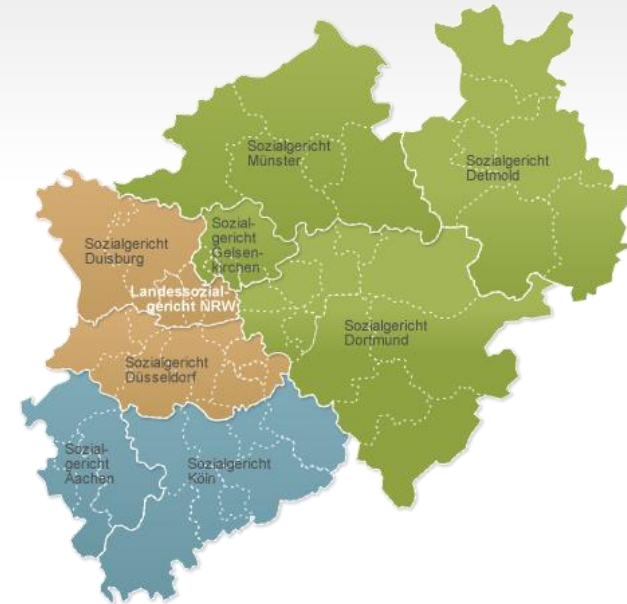 Sozialgericht
Münster
Sozialgericht
Detmold
Sozial-
gericht
Gelsen-
kirchen
Sozialgericht
Duisburg
Landessozial-
gericht NRW
Sozialgericht
Dortmund
Sozialgericht
Düsseldorf
Sozial-
gericht
Aachen
Sozialgericht
Köln